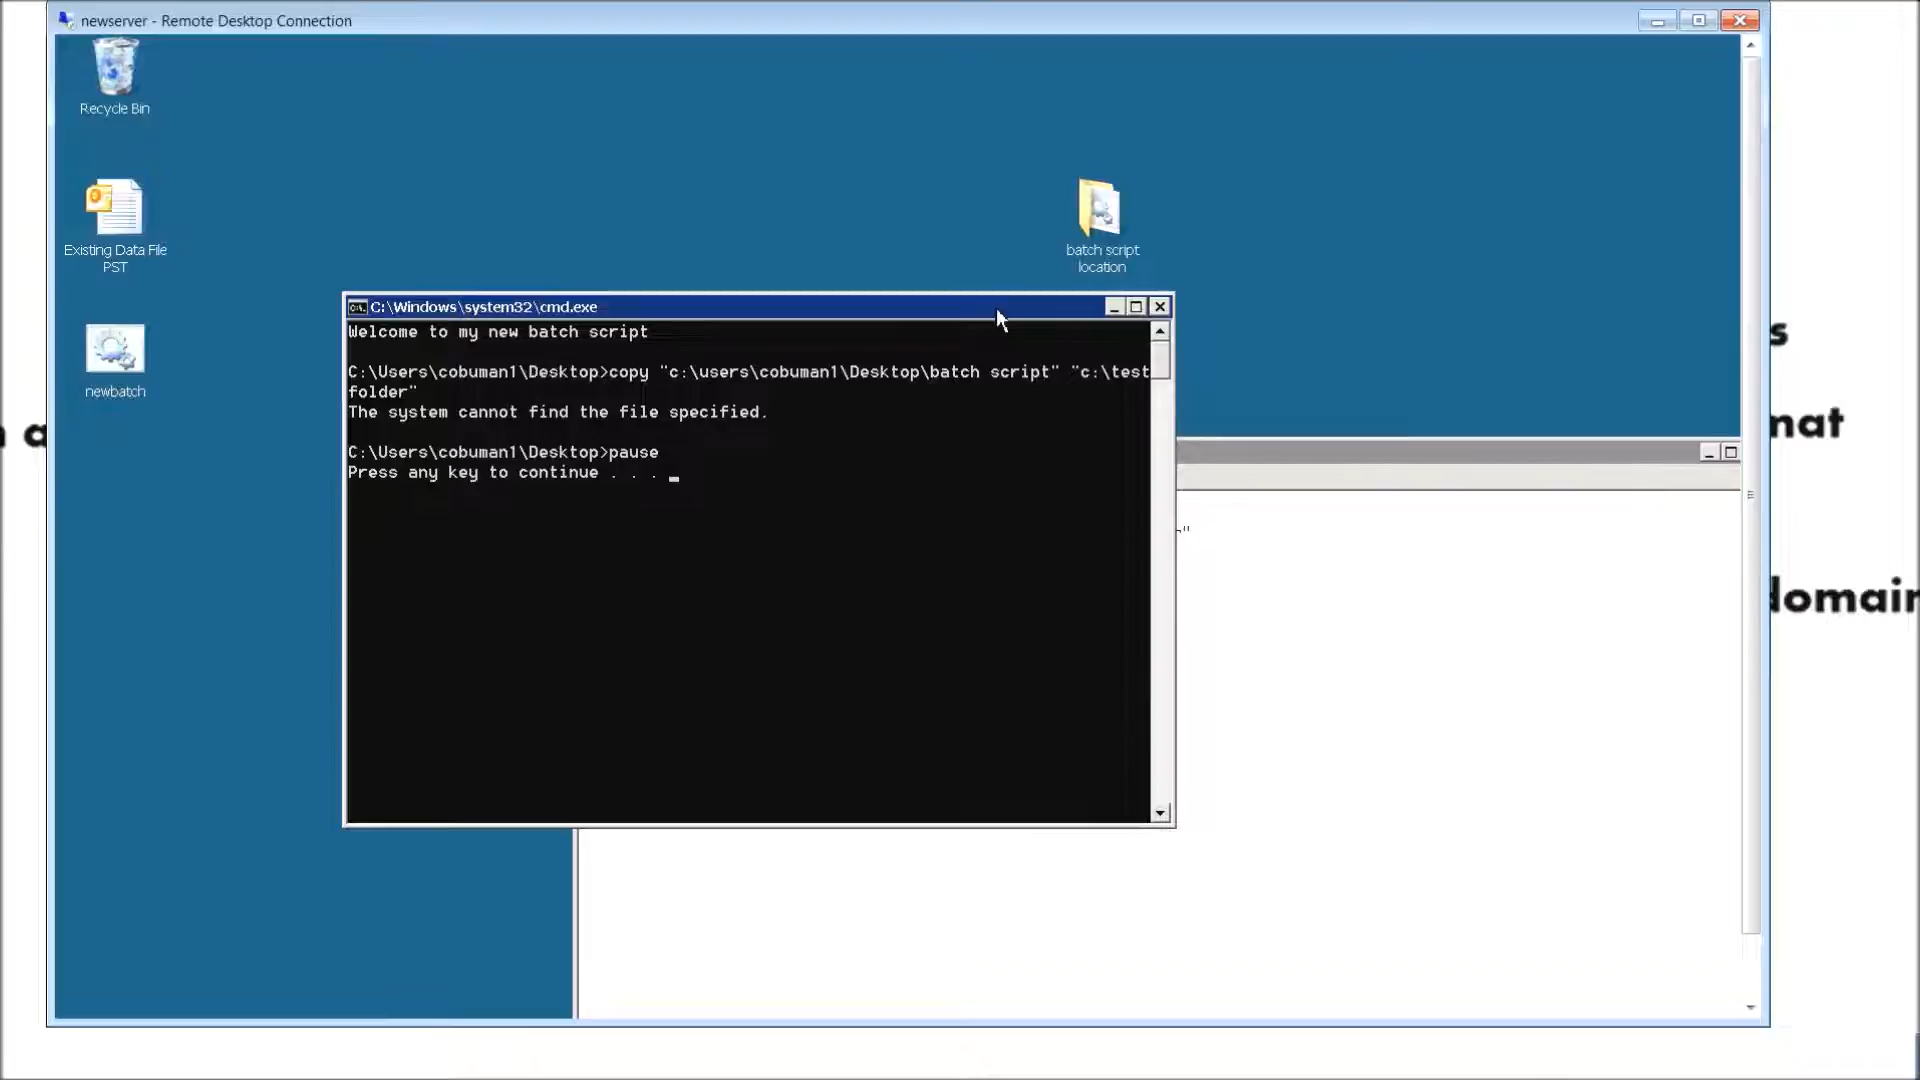 newserver - Remote Desktop Connection
Recycle Bin
Existing Data File
PST
batch script
location
newbatch
C:\Windows\system32\cmd.exe
Welcome to my new batch script
C:\Users\cobuman1\Desktop>copy "c:\users\cobuman1\Desktop\batch script" "c:\test
folder"
The system cannot find the file specified.
C:\Users\cobuman1\Desktop>pause
Press any key to continue . . .
s
mat
domain